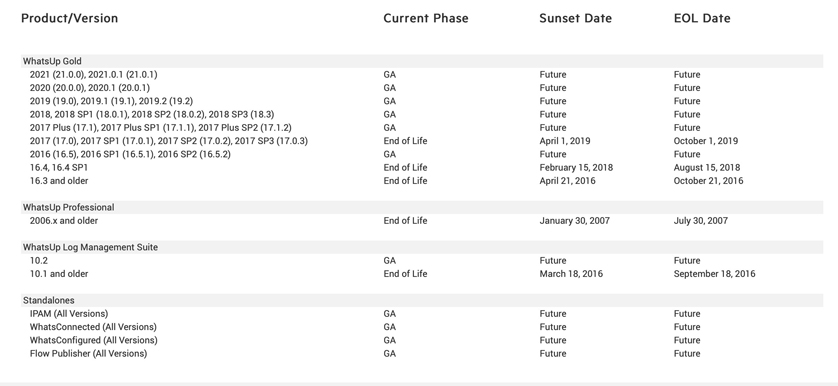 Product/Version Current Phase Sunset Date EOL Date
WhatsUp Gold
2021 (21.0.0), 2021.0.1 (21.0.1) GA Future Future
2020 (20.0.0), 2020.1 (20.0.1) GA Future Future
2019 (19.0), 2019.1 (19.1), 2019.2 (19.2) GA Future Future
2018, 2018 SP1 (18.0.1), 2018 SP2 (18.0.2), 2018 SP3 (18.3) GA Future Future
2017 Plus (17.1), 2017 Plus SP1 (17.1.1), 2017 Plus SP2 (17.1.2) GA Future Future
2017 (17.0), 2017 SP1 (17.0.1), 2017 SP2 (17.0.2), 2017 SP3 (17.0.3) End of Life April 1, 2019 October 1, 2019
2016 (16.5), 2016 SP1 (16.5.1), 2016 SP2 (16.5.2) GA Future Future
16.4, 16.4 SP1 End of Life February 15, 2018 August 15, 2018
16.3 and older End of Life April 21, 2016 October 21, 2016
WhatsUp Professional
2006.x and older End of Life January 30, 2007 July 30, 2007
WhatsUp Log Management Suite
10.2 GA Future Future
10.1 and older End of Life March 18, 2016 September 18, 2016
Standalones
IPAM (All Versions) GA Future Future
WhatsConnected (All Versions) GA Future Future
WhatsConfigured (All Versions) GA Future Future
Flow Publisher (All Versions) GA Future Future